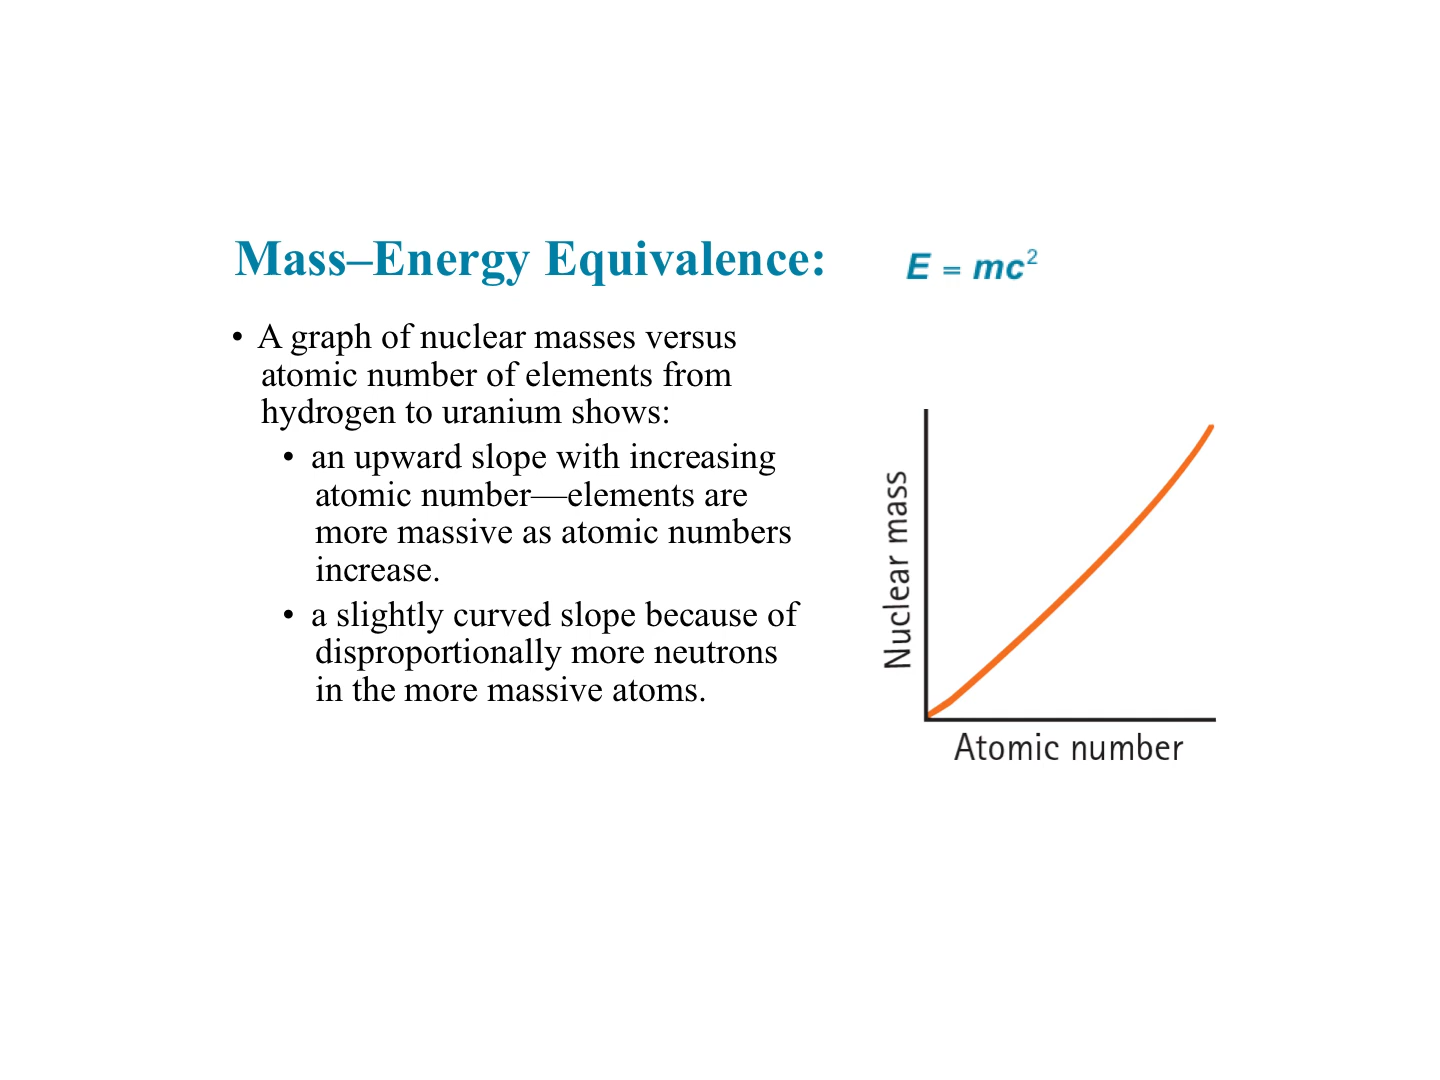 Mass–Energy Equivalence: E = mc²
• A graph of nuclear masses versus
atomic number of elements from
hydrogen to uranium shows:
• an upward slope with increasing
atomic number—elements are
more massive as atomic numbers
increase.
• a slightly curved slope because of
disproportionally more neutrons
in the more massive atoms.
Nuclear mass
Atomic number